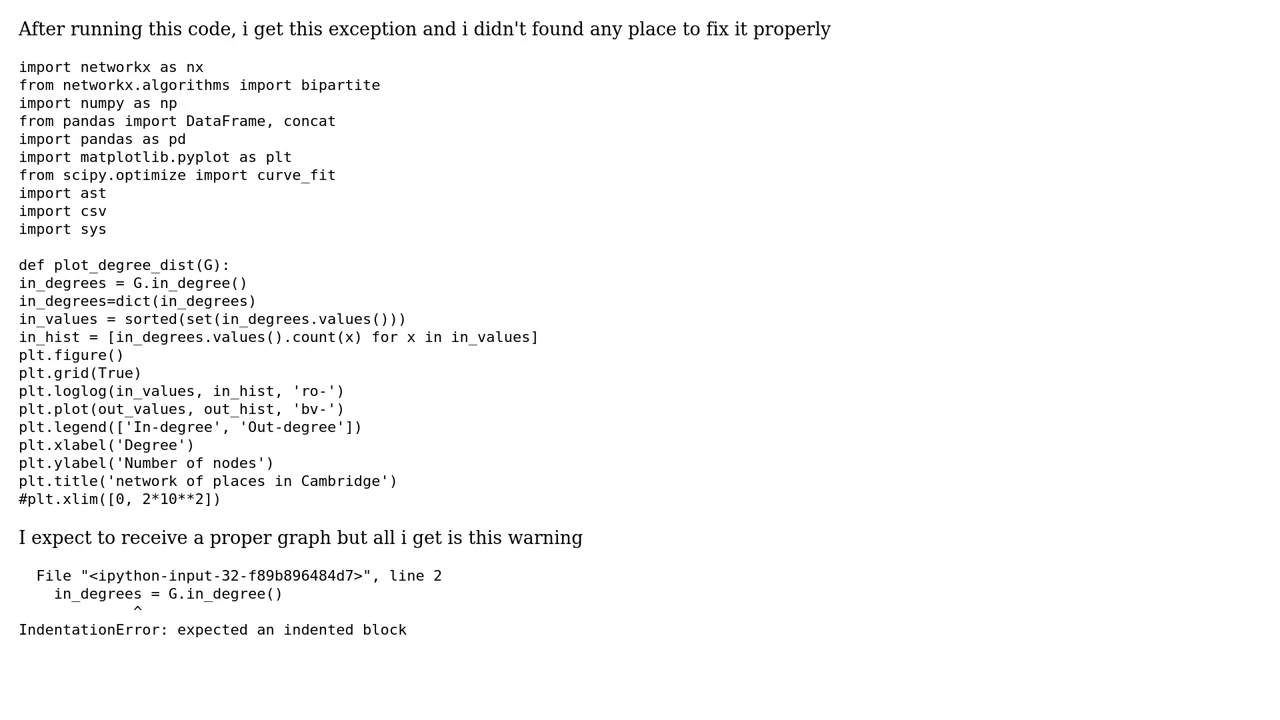 After running this code, i get this exception and i didn't found any place to fix it properly
import networkx as nx
from networkx.algorithms import bipartite
import numpy as np
from pandas import DataFrame, concat
import pandas as pd
import matplotlib.pyplot as plt
from scipy.optimize import curve_fit
import ast
import csv
import sys

def plot_degree_dist(G):
in_degrees = G.in_degree()
in_degrees=dict(in_degrees)
in_values = sorted(set(in_degrees.values()))
in_hist = [in_degrees.values().count(x) for x in in_values]
plt.figure()
plt.grid(True)
plt.loglog(in_values, in_hist, 'ro-')
plt.plot(out_values, out_hist, 'bv-')
plt.legend(['In-degree', 'Out-degree'])
plt.xlabel('Degree')
plt.ylabel('Number of nodes')
plt.title('network of places in Cambridge')
#plt.xlim([0, 2*10**2])
I expect to receive a proper graph but all i get is this warning
  File "<ipython-input-32-f89b896484d7>", line 2
    in_degrees = G.in_degree()
             ^
IndentationError: expected an indented block